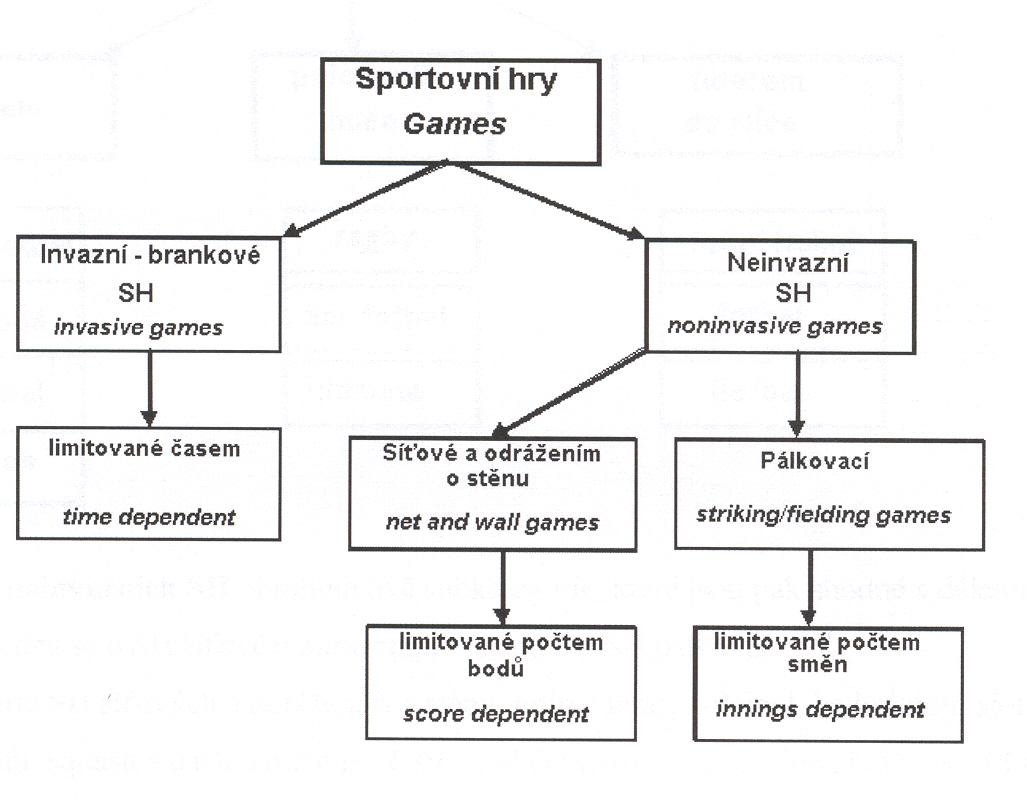 Sportovní hry
Games
Invazní - brankové
SH
invasive games
Neinvazní
SH
noninvasive games
limitované časem
time dependent
Síťové a odrážením
o stěnu
net and wall games
Pálkovací
striking/fielding games
limitované počtem
bodů
score dependent
limitované počtem
směn
innings dependent